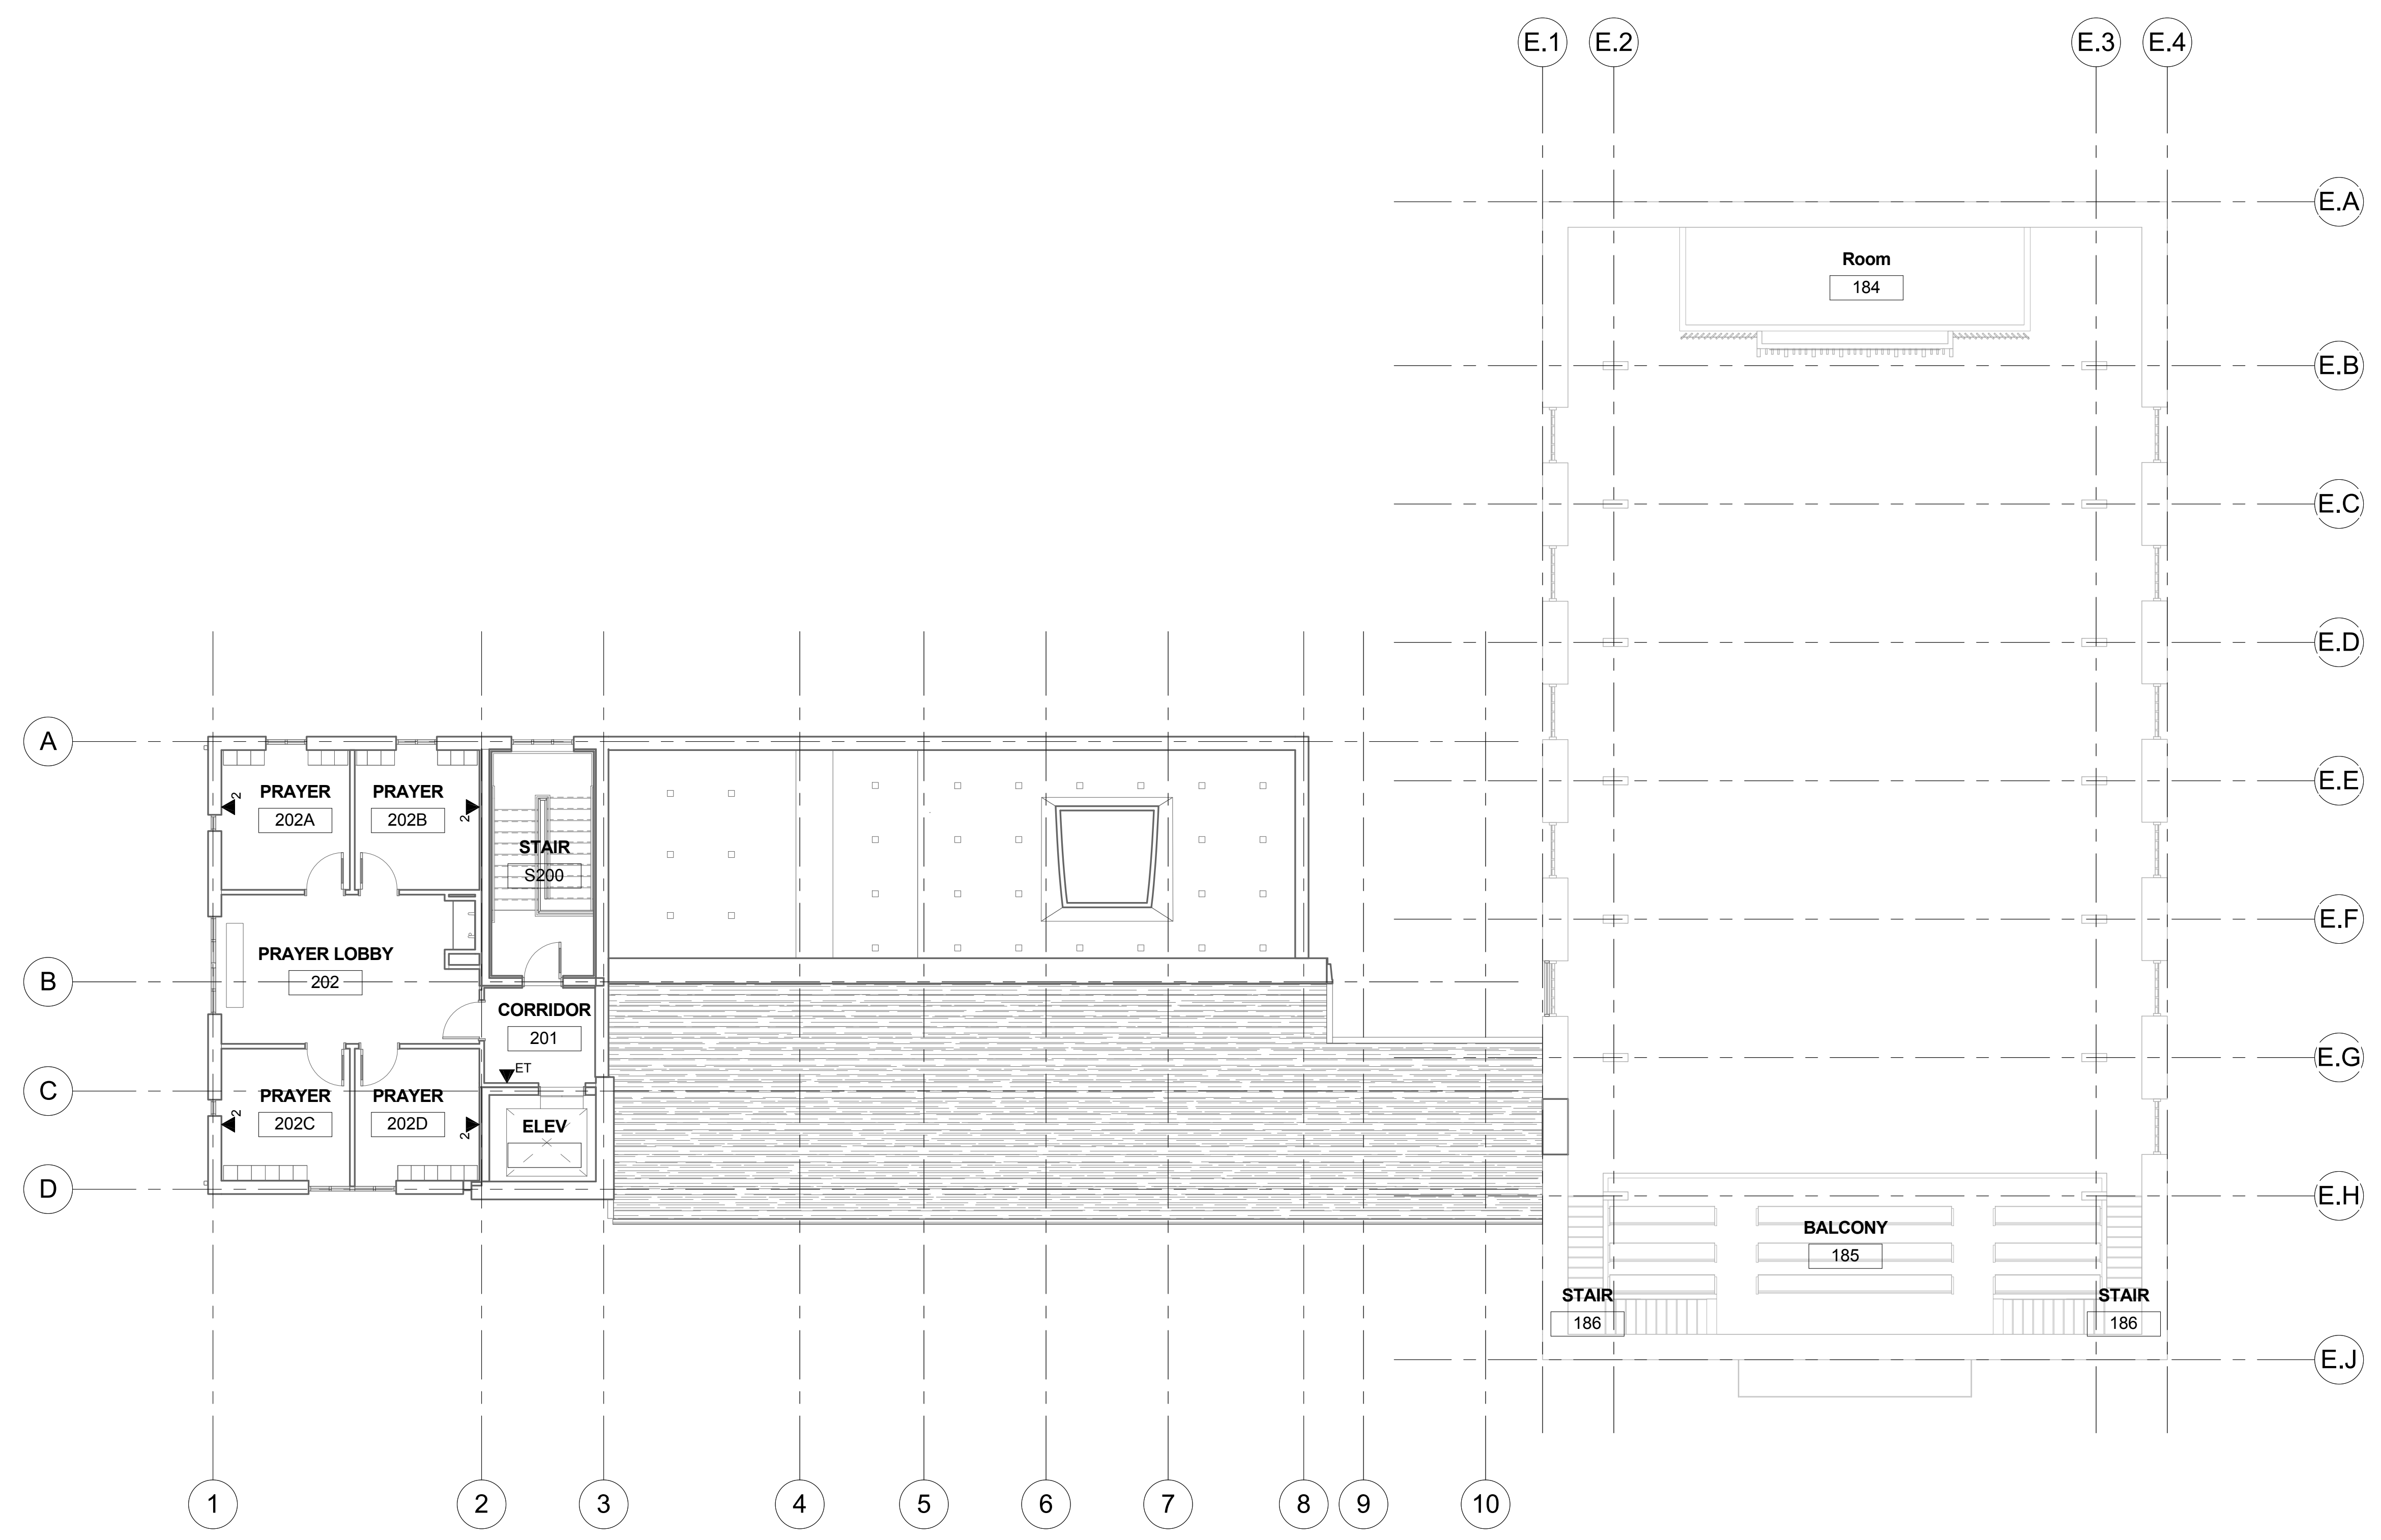 E.1 E.2 E.3 E.4
E.A
Room
184
E.B
E.C
E.D
A
E.E
PRAYER
202A
2
PRAYER
202B
2
STAIR
S200
E.F
PRAYER LOBBY
202
B
CORRIDOR
201
ET
E.G
C
PRAYER
202C
2
PRAYER
202D
2
ELEV
D
E.H
BALCONY
185
STAIR
186
STAIR
186
E.J
1 2 3 4 5 6 7 8 9 10